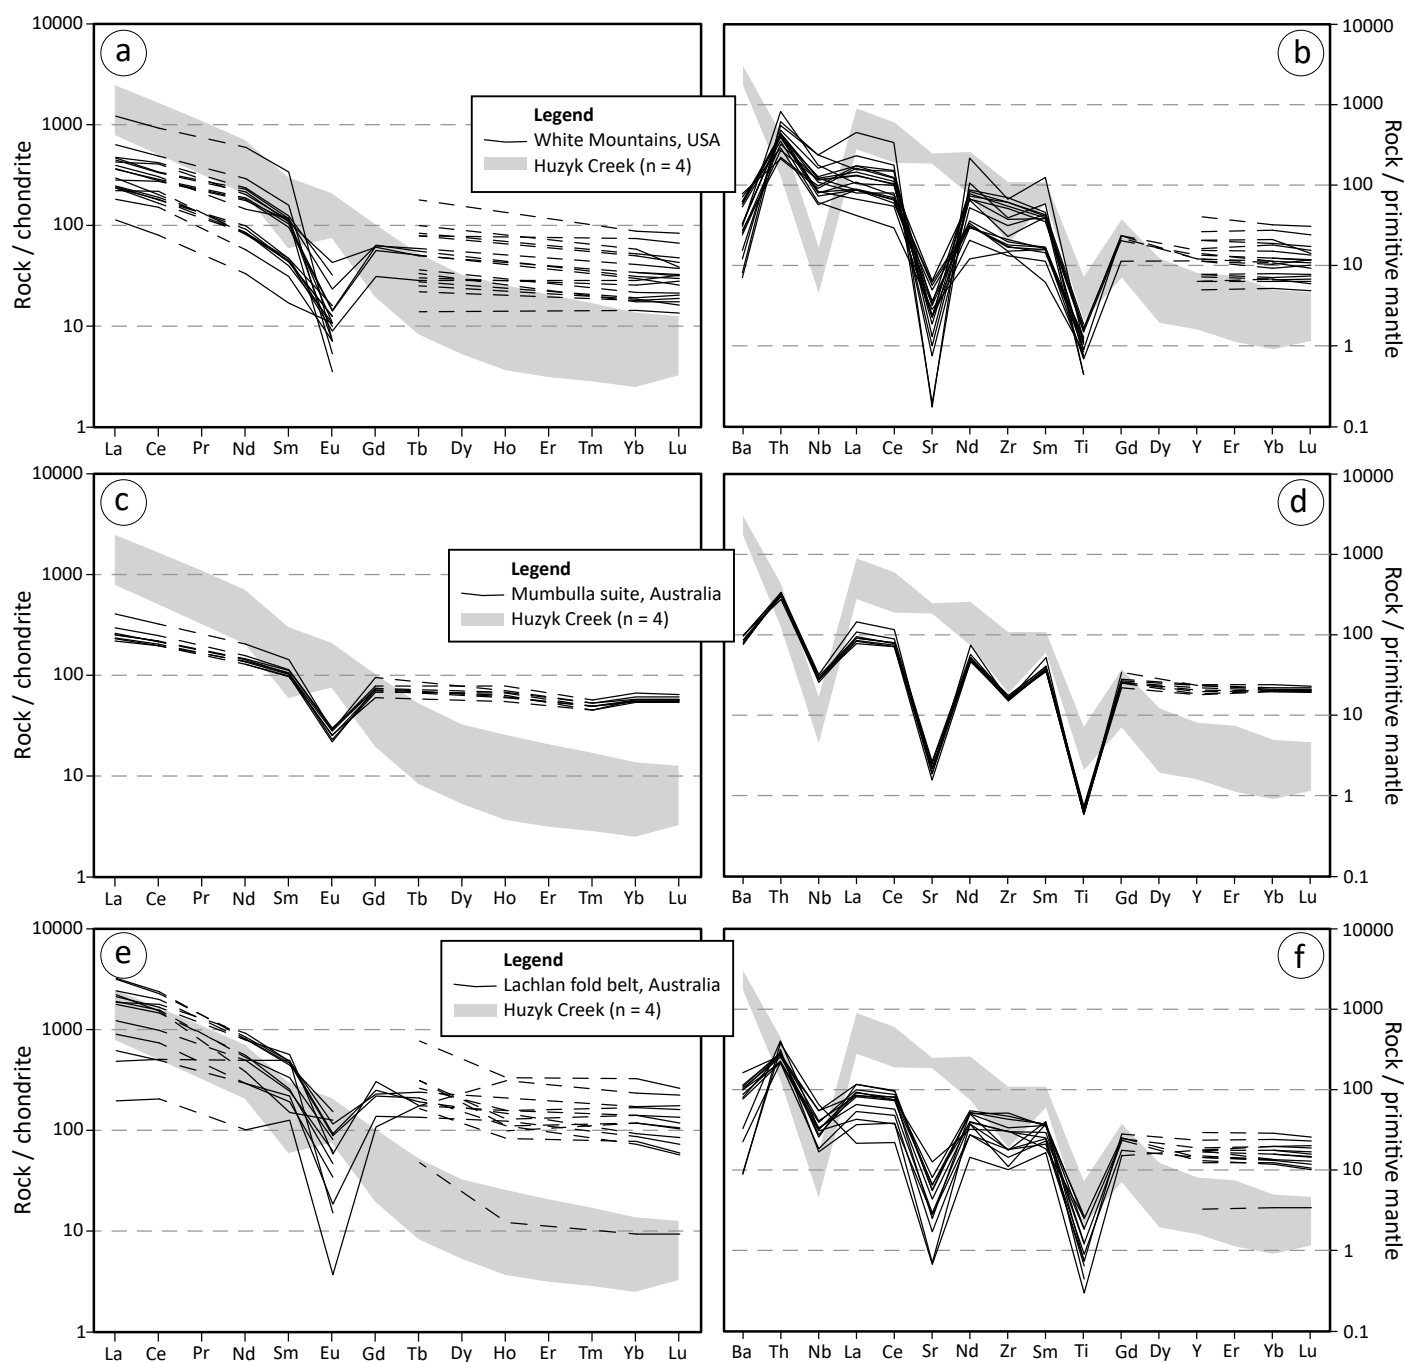 a
10000
1000
100
10
1
Rock / chondrite
La Ce Pr Nd Sm Eu Gd Tb Dy Ho Er Tm Yb Lu
Legend
White Mountains, USA
Huzyk Creek (n = 4)
b
10000
1000
100
10
1
0.1
Rock / primitive mantle
Ba Th Nb La Ce Sr Nd Zr Sm Ti Gd Dy Y Er Yb Lu
c
10000
1000
100
10
1
Rock / chondrite
La Ce Pr Nd Sm Eu Gd Tb Dy Ho Er Tm Yb Lu
Legend
Mumbulla suite, Australia
Huzyk Creek (n = 4)
d
10000
1000
100
10
1
0.1
Rock / primitive mantle
Ba Th Nb La Ce Sr Nd Zr Sm Ti Gd Dy Y Er Yb Lu
e
10000
1000
100
10
1
Rock / chondrite
La Ce Pr Nd Sm Eu Gd Tb Dy Ho Er Tm Yb Lu
Legend
Lachlan fold belt, Australia
Huzyk Creek (n = 4)
f
10000
1000
100
10
1
0.1
Rock / primitive mantle
Ba Th Nb La Ce Sr Nd Zr Sm Ti Gd Dy Y Er Yb Lu